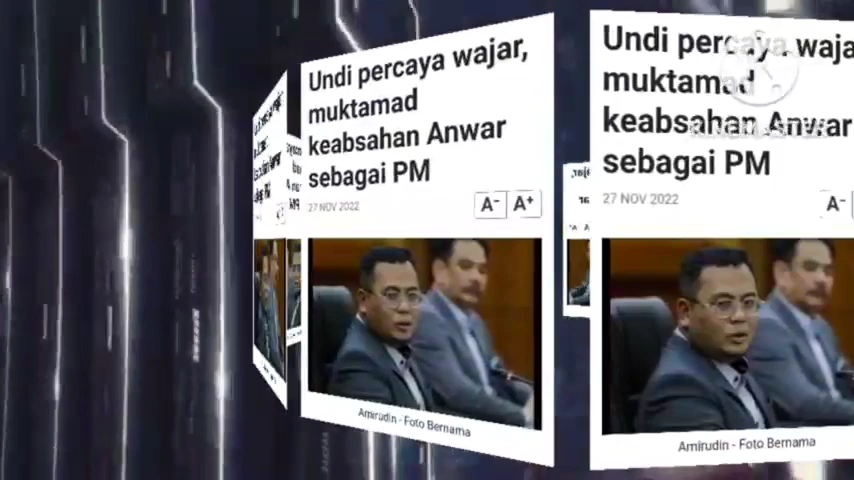 Undi percaya wajar,
muktamad
keabsahan Anwar
sebagai PM
27 NOV 2022
A- A+
Amirudin - Foto Bernama
Undi percaya waja
muktamad
keabsahan Anwar
sebagai PM
27 NOV 2022
A-
Amirudin - Foto Bernama